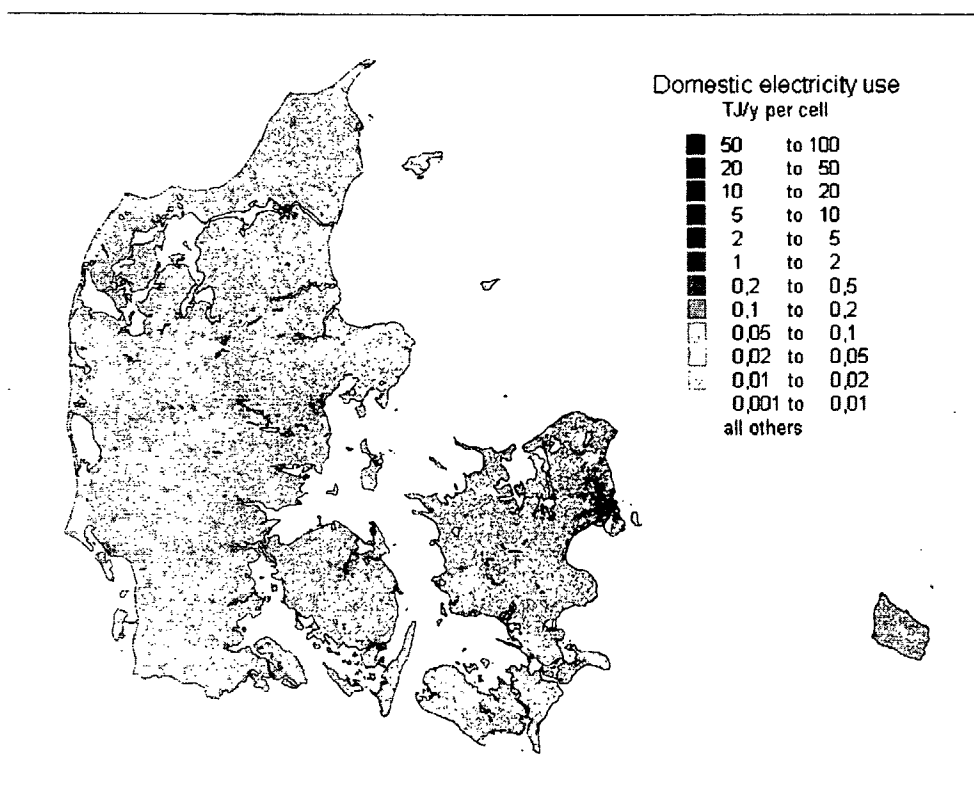 Domestic electricity use
TJ/y per cell
50 to 100
20 to 50
10 to 20
5 to 10
2 to 5
1 to 2
0,2 to 0,5
0,1 to 0,2
0,05 to 0,1
0,02 to 0,05
0,01 to 0,02
0,001 to 0,01
all others